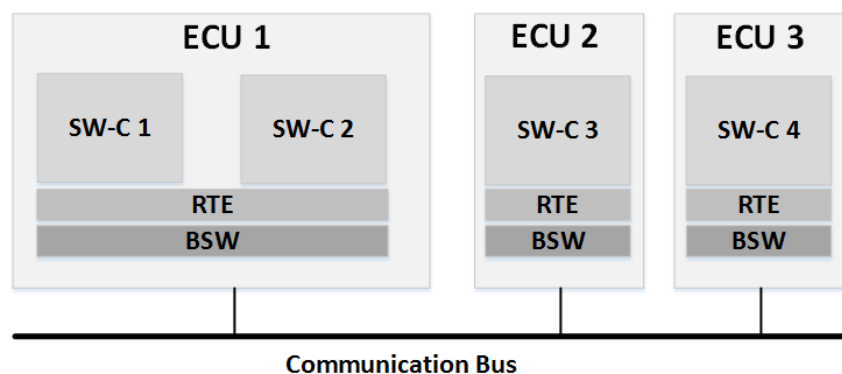 ECU 1
SW-C 1
SW-C 2
RTE
BSW
ECU 2
SW-C 3
RTE
BSW
ECU 3
SW-C 4
RTE
BSW
Communication Bus